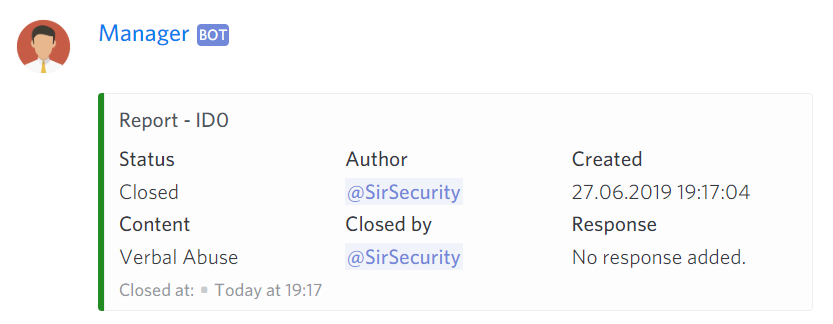 Manager BOT
Report - ID0
Status Author Created
Closed @SirSecurity 27.06.2019 19:17:04
Content Closed by Response
Verbal Abuse @SirSecurity No response added.
Closed at: ▪ Today at 19:17